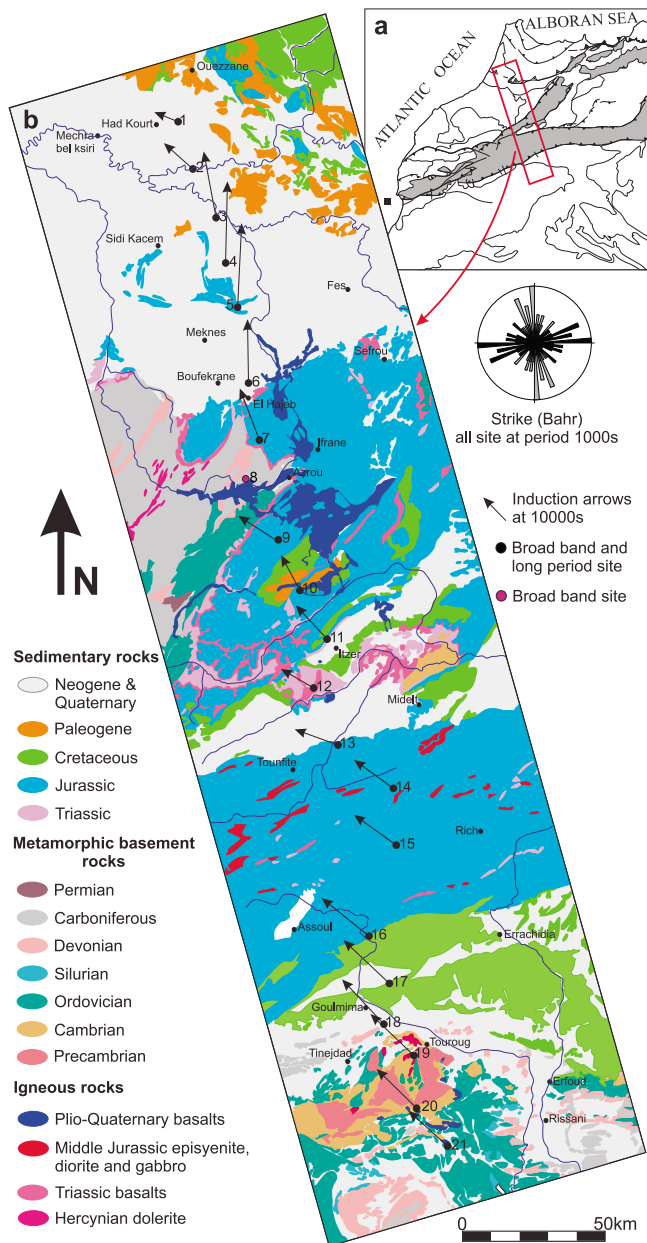 a
ALBORAN SEA
ATLANTIC OCEAN
b
Ouezzane
1
Had Kourt
Mechra
bel ksiri
2
3
Sidi Kacem
4
5
Fes
Meknes
Sefrou
Boufekrane
6
El Hajeb
7
Ifrane
8
Azrou
9
10
11
Itzer
12
Midelt
13
Tounfite
14
15
Rich
16
Assoul
Errachidia
17
Goulmima
18
Touroug
19
Tinejdad
Erfoud
20
Rissani
21
Strike (Bahr)
all site at period 1000s
Induction arrows
at 10000s
Broad band and
long period site
Broad band site
N
Sedimentary rocks
Neogene &
Quaternary
Paleogene
Cretaceous
Jurassic
Triassic
Metamorphic basement
rocks
Permian
Carboniferous
Devonian
Silurian
Ordovician
Cambrian
Precambrian
Igneous rocks
Plio-Quaternary basalts
Middle Jurassic episyenite,
diorite and gabbro
Triassic basalts
Hercynian dolerite
0 50km